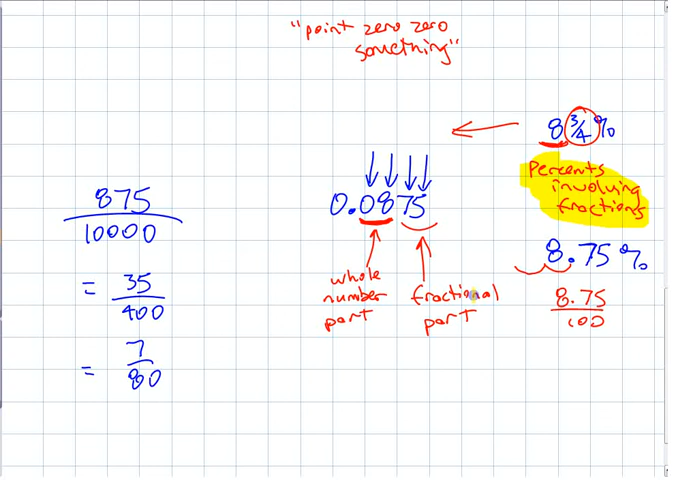 "point zero zero
something"
8 3/4 %
Percents
involving
fractions
0.0875
whole
number
part
fractional
part
8.75%
8.75
100
875
10000
= 35
400
= 7
80